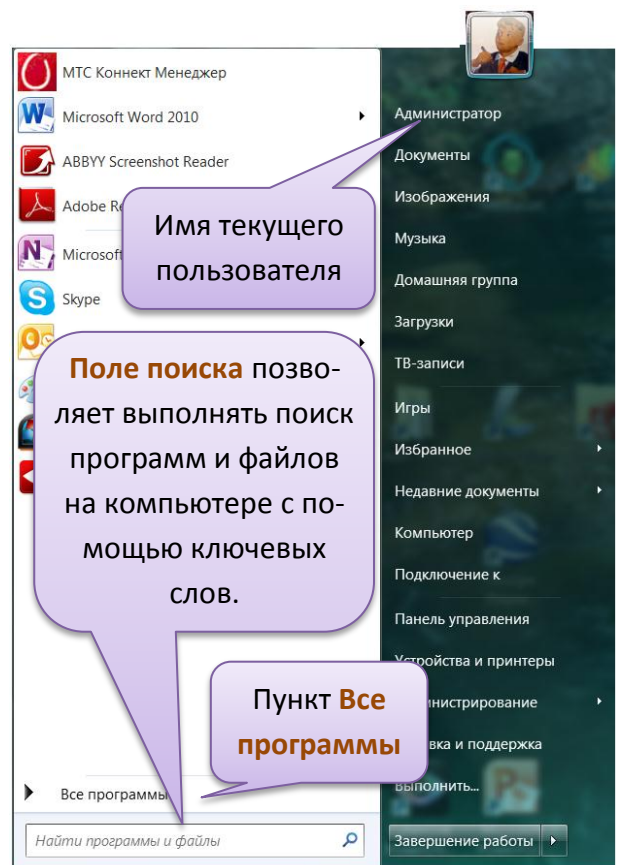 МТС Коннект Менеджер
Microsoft Word 2010
ABBYY Screenshot Reader
Adobe
Microsoft
Skype
Имя текущего
пользователя
Поле поиска позво-
ляет выполнять поиск
программ и файлов
на компьютере с по-
мощью ключевых
слов.
Пункт Все
программы
Все программы
Найти программы и файлы
Администратор
Документы
Изображения
Музыка
Домашняя группа
Загрузки
ТВ-записи
Игры
Избранное
Недавние документы
Компьютер
Подключение к
Панель управления
Устройства и принтеры
нистрирование
вка и поддержка
Выполнить...
Завершение работы